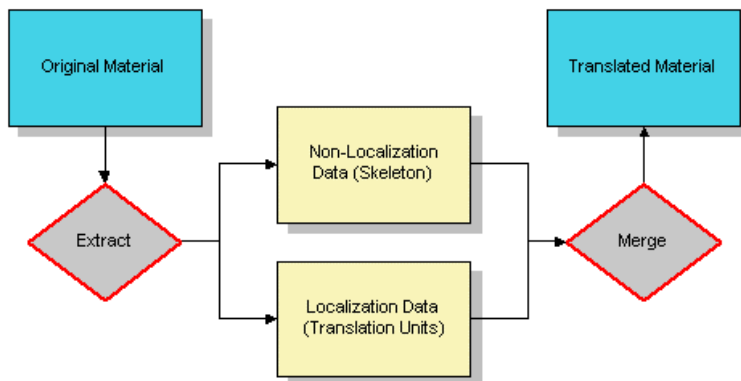 Original Material
Translated Material
Non-Localization
Data (Skeleton)
Extract
Merge
Localization Data
(Translation Units)